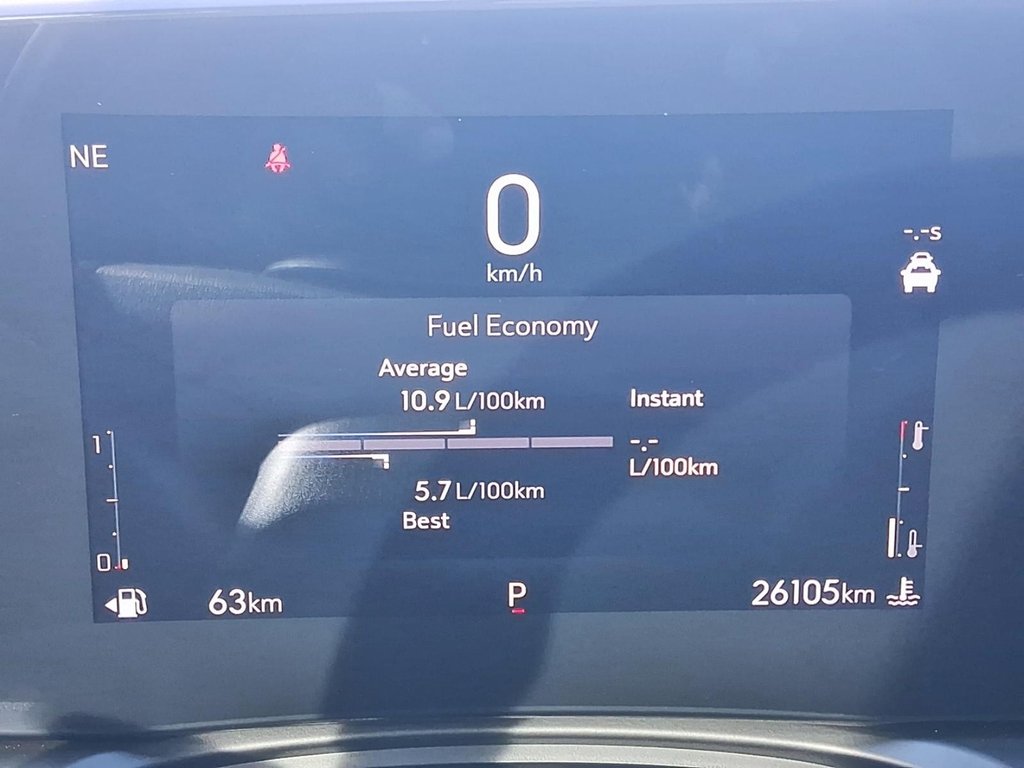 NE
0
km/h
-.-s
Fuel Economy
Average
10.9 L/100km
Instant
-.-
L/100km
5.7 L/100km
Best
1
0
63km
P
26105km